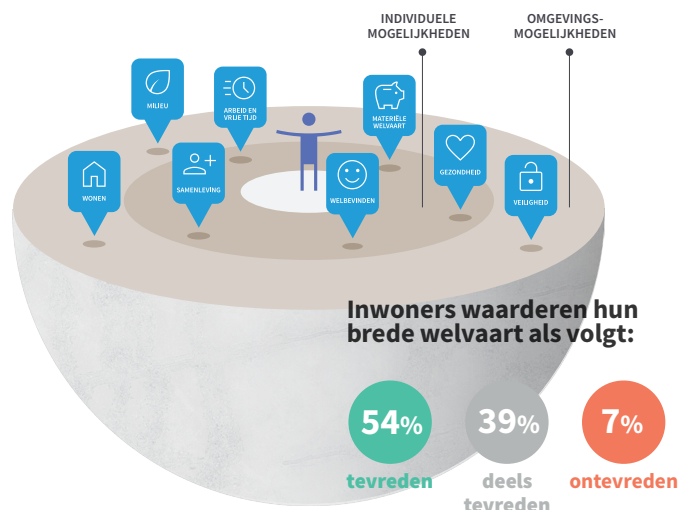 INDIVIDUELE
MOGELIJKHEDEN
OMGEVINGS-
MOGELIJKHEDEN
MILIEU
ARBEID EN
VRIJE TIJD
MATERIËLE
WELVAART
GEZONDHEID
WONEN
SAMENLEVING
WELBEVINDEN
VEILIGHEID
Inwoners waarderen hun
brede welvaart als volgt:
54%
39%
7%
tevreden
deels
tevreden
ontevreden